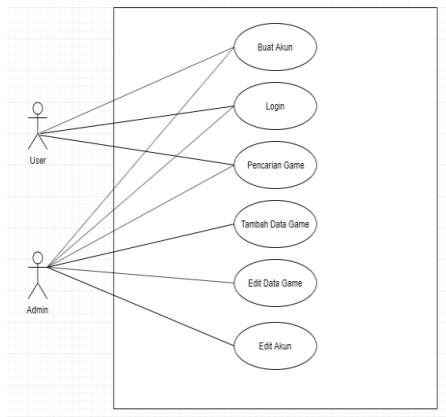 Buat Akun
Login
User
Pencarian Game
Tambah Data Game
Edit Data Game
Admin
Edit Akun